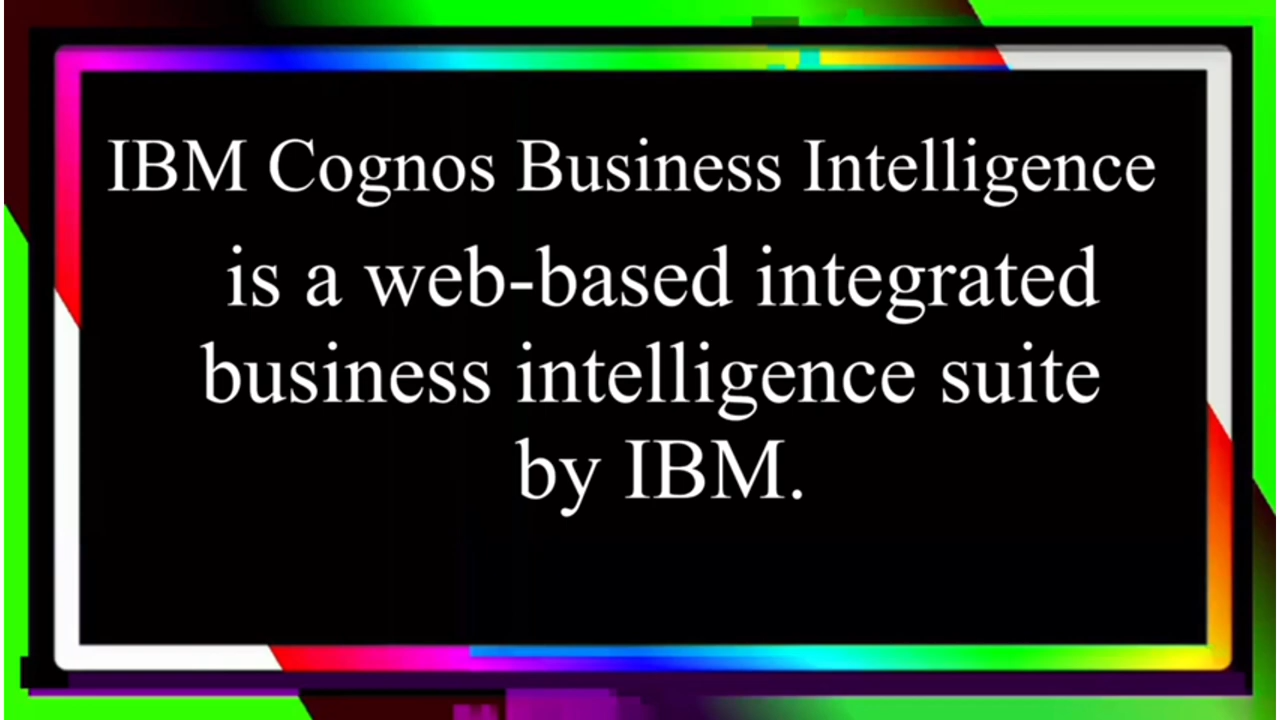 IBM Cognos Business Intelligence
is a web-based integrated
business intelligence suite
by IBM.